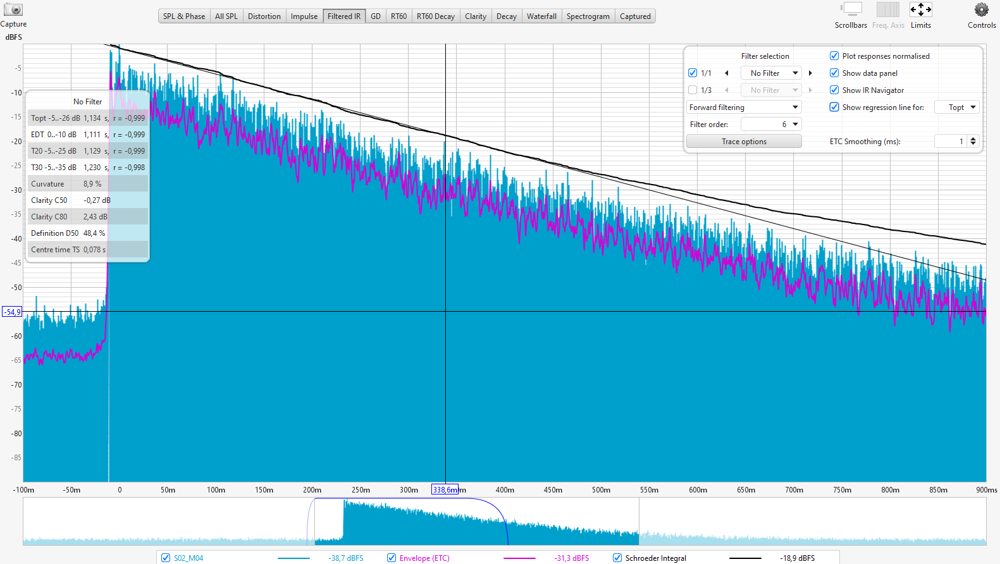 Capture
SPL & Phase All SPL Distortion Impulse Filtered IR GD RT60 RT60 Decay Clarity Decay Waterfall Spectrogram Captured
Scrollbars Freq. Axis Limits Controls
dBFS
-5
-10
-15
-20
-25
-30
-35
-40
-45
-50
-54,9
-60
-65
-70
-75
-80
-85
No Filter
Topt -5..-26 dB 1,134 s, r = -0,999
EDT 0..-10 dB 1,111 s, r = -0,999
T20 -5..-25 dB 1,129 s, r = -0,999
T30 -5..-35 dB 1,230 s, r = -0,998
Curvature 8,9 %
Clarity C50 -0,27 dB
Clarity C80 2,43 dB
Definition D50 48,4 %
Centre time TS 0,078 s
Filter selection
1/1 No Filter
1/3 No Filter
Forward filtering
Filter order: 6
Trace options
Plot responses normalised
Show data panel
Show IR Navigator
Show regression line for: Topt
ETC Smoothing (ms): 1
-100m -50m 0 50m 100m 150m 200m 250m 300m 338,6m 400m 450m 500m 550m 600m 650m 700m 750m 800m 850m 900ms
S02_M04 -38,7 dBFS Envelope (ETC) -31,3 dBFS Schroeder Integral -18,9 dBFS